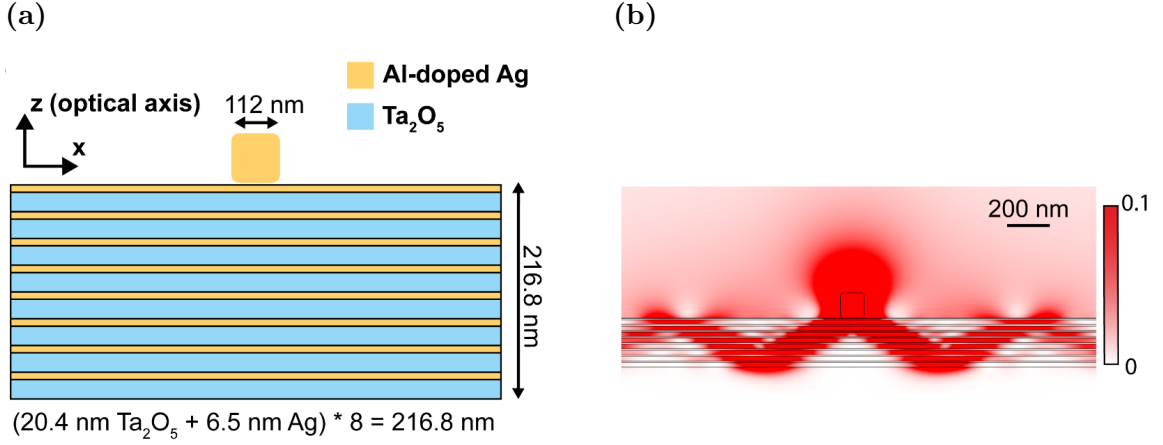 (a)
Al-doped Ag
Ta₂O₅
z (optical axis)
x
112 nm
216.8 nm
(20.4 nm Ta₂O₅ + 6.5 nm Ag) * 8 = 216.8 nm
(b)
200 nm
0.1
0